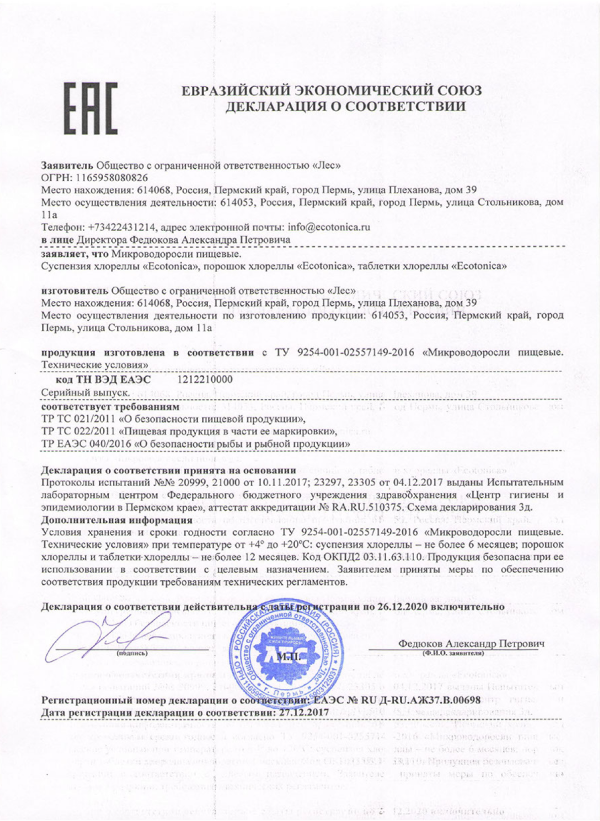 ЕАС
ЕВРАЗИЙСКИЙ ЭКОНОМИЧЕСКИЙ СОЮЗ
ДЕКЛАРАЦИЯ О СООТВЕТСТВИИ
Заявитель Общество с ограниченной ответственностью «Лес»
ОГРН: 1165958080826
Место нахождения: 614068, Россия, Пермский край, город Пермь, улица Плеханова, дом 39
Место осуществления деятельности: 614053, Россия, Пермский край, город Пермь, улица Стольникова, дом
11а
Телефон: +73422431214, адрес электронной почты: info@ecotonica.ru
в лице Директора Федюкова Александра Петровича
заявляет, что Микроводоросли пищевые.
Суспензия хлореллы «Ecotonica», порошок хлореллы «Ecotonica», таблетки хлореллы «Ecotonica»
изготовитель Общество с ограниченной ответственностью «Лес»
Место нахождения: 614068, Россия, Пермский край, город Пермь, улица Плеханова, дом 39
Место осуществления деятельности по изготовлению продукции: 614053, Россия, Пермский край, город
Пермь, улица Стольникова, дом 11а
продукция изготовлена в соответствии с ТУ 9254-001-02557149-2016 «Микроводоросли пищевые.
Технические условия»
код ТН ВЭД ЕАЭС 1212210000
Серийный выпуск.
соответствует требованиям
ТР ТС 021/2011 «О безопасности пищевой продукции»,
ТР ТС 022/2011 «Пищевая продукция в части ее маркировки»,
ТР ЕАЭС 040/2016 «О безопасности рыбы и рыбной продукции»
Декларация о соответствии принята на основании
Протоколы испытаний №№ 20999, 21000 от 10.11.2017; 23297, 23305 от 04.12.2017 выданы Испытательным
лабораторным центром Федерального бюджетного учреждения здравоохранения «Центр гигиены и
эпидемиологии в Пермском крае», аттестат аккредитации № RA.RU.510375. Схема декларирования 3д.
Дополнительная информация
Условия хранения и сроки годности согласно ТУ 9254-001-02557149-2016 «Микроводоросли пищевые.
Технические условия» при температуре от +4° до +20°С: суспензия хлореллы – не более 6 месяцев; порошок
хлореллы и таблетки хлореллы – не более 12 месяцев. Код ОКПД2 03.11.63.110. Продукция безопасна при ее
использовании в соответствии с целевым назначением. Заявителем приняты меры по обеспечению
соответствия продукции требованиям технических регламентов.
Декларация о соответствии действительна с даты регистрации по 26.12.2020 включительно
Федюков Александр Петрович
(подпись)
М.П.
(Ф.И.О. заявителя)
РОССИЙСКАЯ ФЕДЕРАЦИЯ (РОССИЯ)
Общество с ограниченной ответственностью "Лес"
ЛЕС
г. Пермь
Регистрационный номер декларации о соответствии: ЕАЭС № RU Д-RU.АЖ37.В.00698
Дата регистрации декларации о соответствии: 27.12.2017